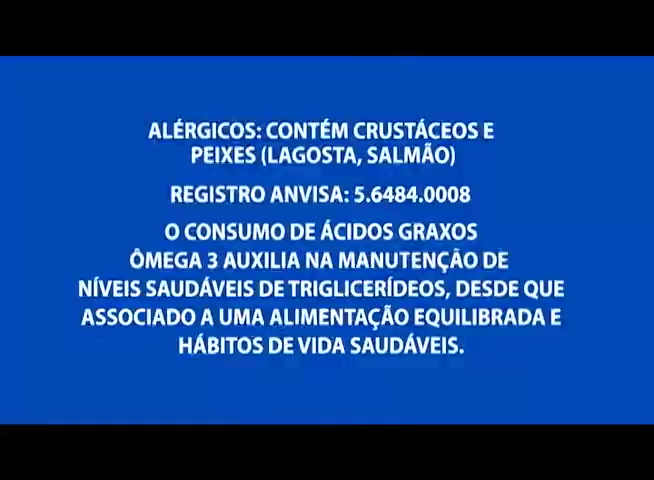 ALÉRGICOS: CONTÉM CRUSTÁCEOS E
PEIXES (LAGOSTA, SALMÃO)
REGISTRO ANVISA: 5.6484.0008
O CONSUMO DE ÁCIDOS GRAXOS
ÔMEGA 3 AUXILIA NA MANUTENÇÃO DE
NÍVEIS SAUDÁVEIS DE TRIGLICERÍDEOS, DESDE QUE
ASSOCIADO A UMA ALIMENTAÇÃO EQUILIBRADA E
HÁBITOS DE VIDA SAUDÁVEIS.